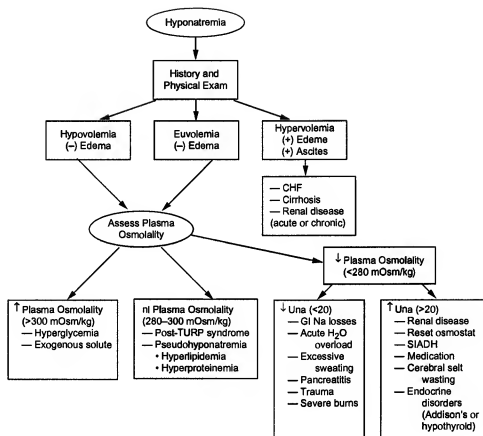 Hyponatremia
History and
Physical Exam
Hypovolemia
(–) Edema
Euvolemia
(–) Edema
Hypervolemia
(+) Edeme
(+) Ascites
— CHF
— Cirrhosis
— Renal disease
(acute or chronic)
Assess Plasma
Osmolality
↓ Plasma Osmolality
(<280 mOsm/kg)
↑ Plasma Osmolality
(>300 mOsm/kg)
— Hyperglycemia
— Exogenous solute
nl Plasma Osmolality
(280–300 mOsm/kg)
— Post-TURP syndrome
— Pseudohyponatremia
• Hyperlipidemia
• Hyperproteinemia
↓ Una (<20)
— GI Na losses
— Acute H₂O
overload
— Excessive
sweating
— Pancreatitis
— Trauma
— Severe burns
↑ Una (>20)
— Renal disease
— Reset osmostat
— SIADH
— Medication
— Cerebral selt
wasting
— Endocrine
disorders
(Addison's or
hypothyroid)